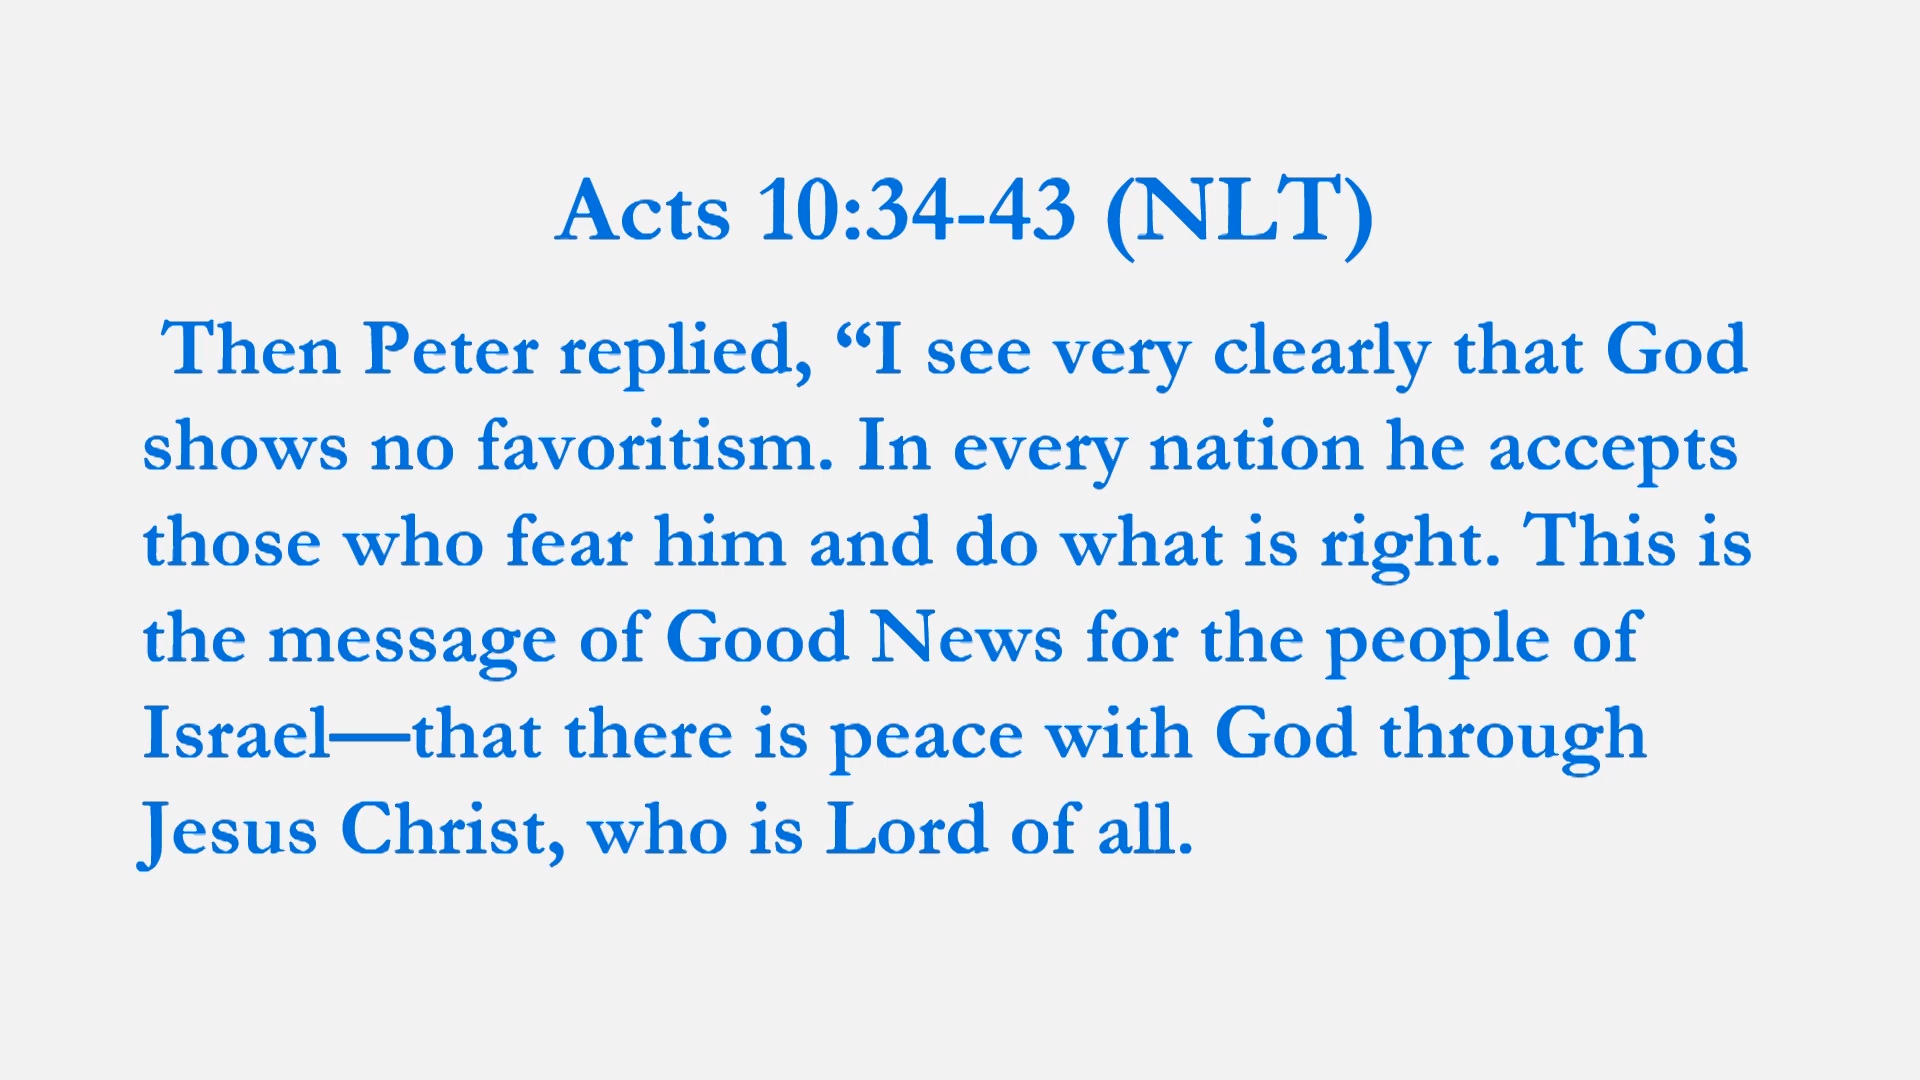 Acts 10:34-43 (NLT)
Then Peter replied, “I see very clearly that God
shows no favoritism. In every nation he accepts
those who fear him and do what is right. This is
the message of Good News for the people of
Israel—that there is peace with God through
Jesus Christ, who is Lord of all.